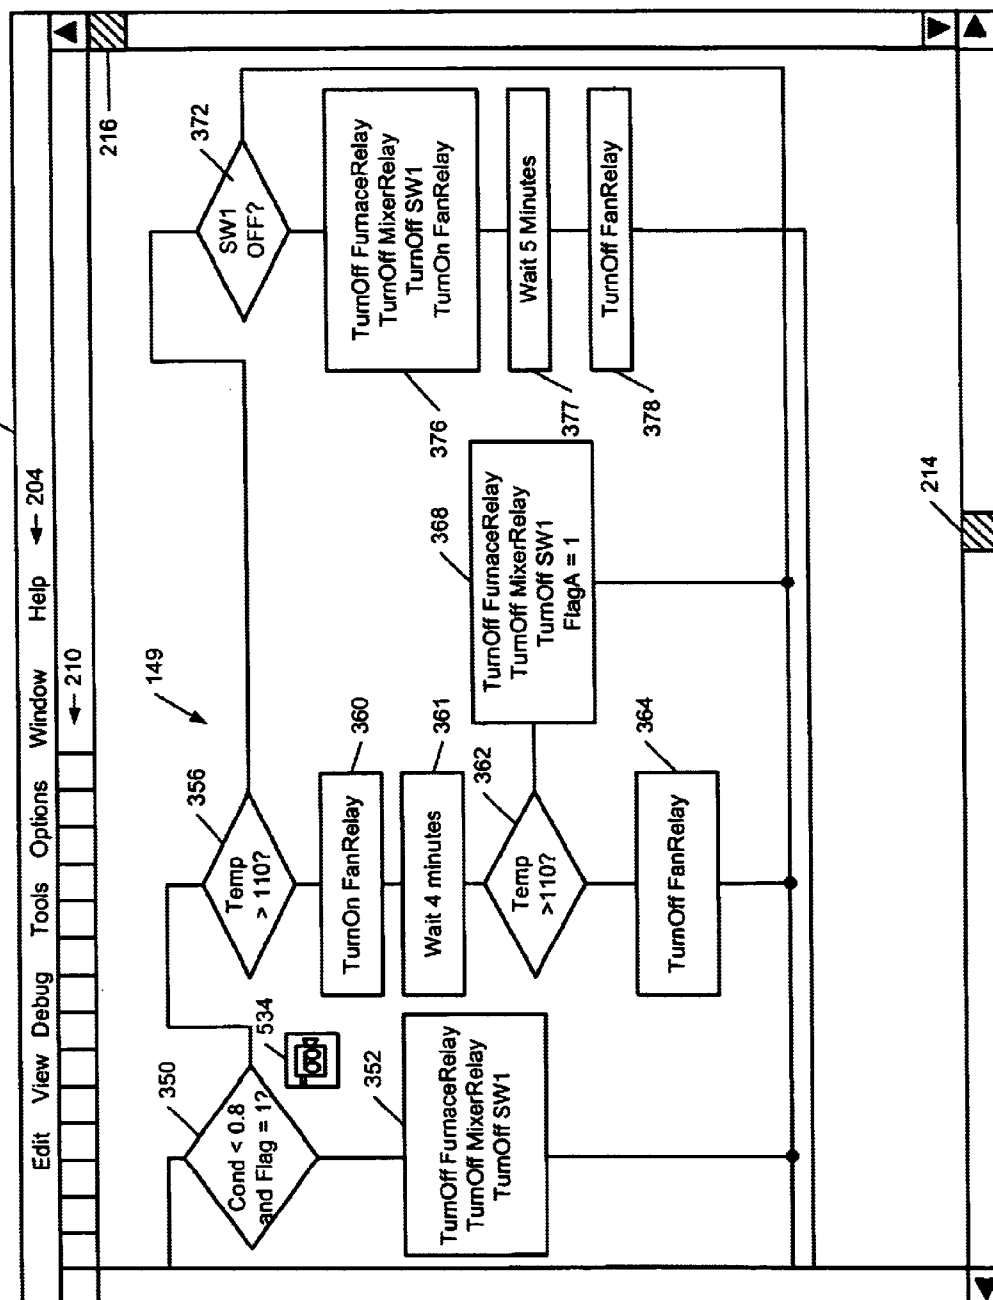 Edit View Debug Tools Options Window Help ← 204
← 210
149
350
Cond < 0.8
and Flag = 1?
534
352
TurnOff FurnaceRelay
TurnOff MixerRelay
TurnOff SW1
356
Temp
> 110?
360
TurnOn FanRelay
361
Wait 4 minutes
362
Temp
>110?
364
TurnOff FanRelay
368
TurnOff FurnaceRelay
TurnOff MixerRelay
TurnOff SW1
FlagA = 1
372
SW1
OFF?
376
TurnOff FurnaceRelay
TurnOff MixerRelay
TurnOff SW1
TurnOn FanRelay
377
Wait 5 Minutes
378
TurnOff FanRelay
216
214